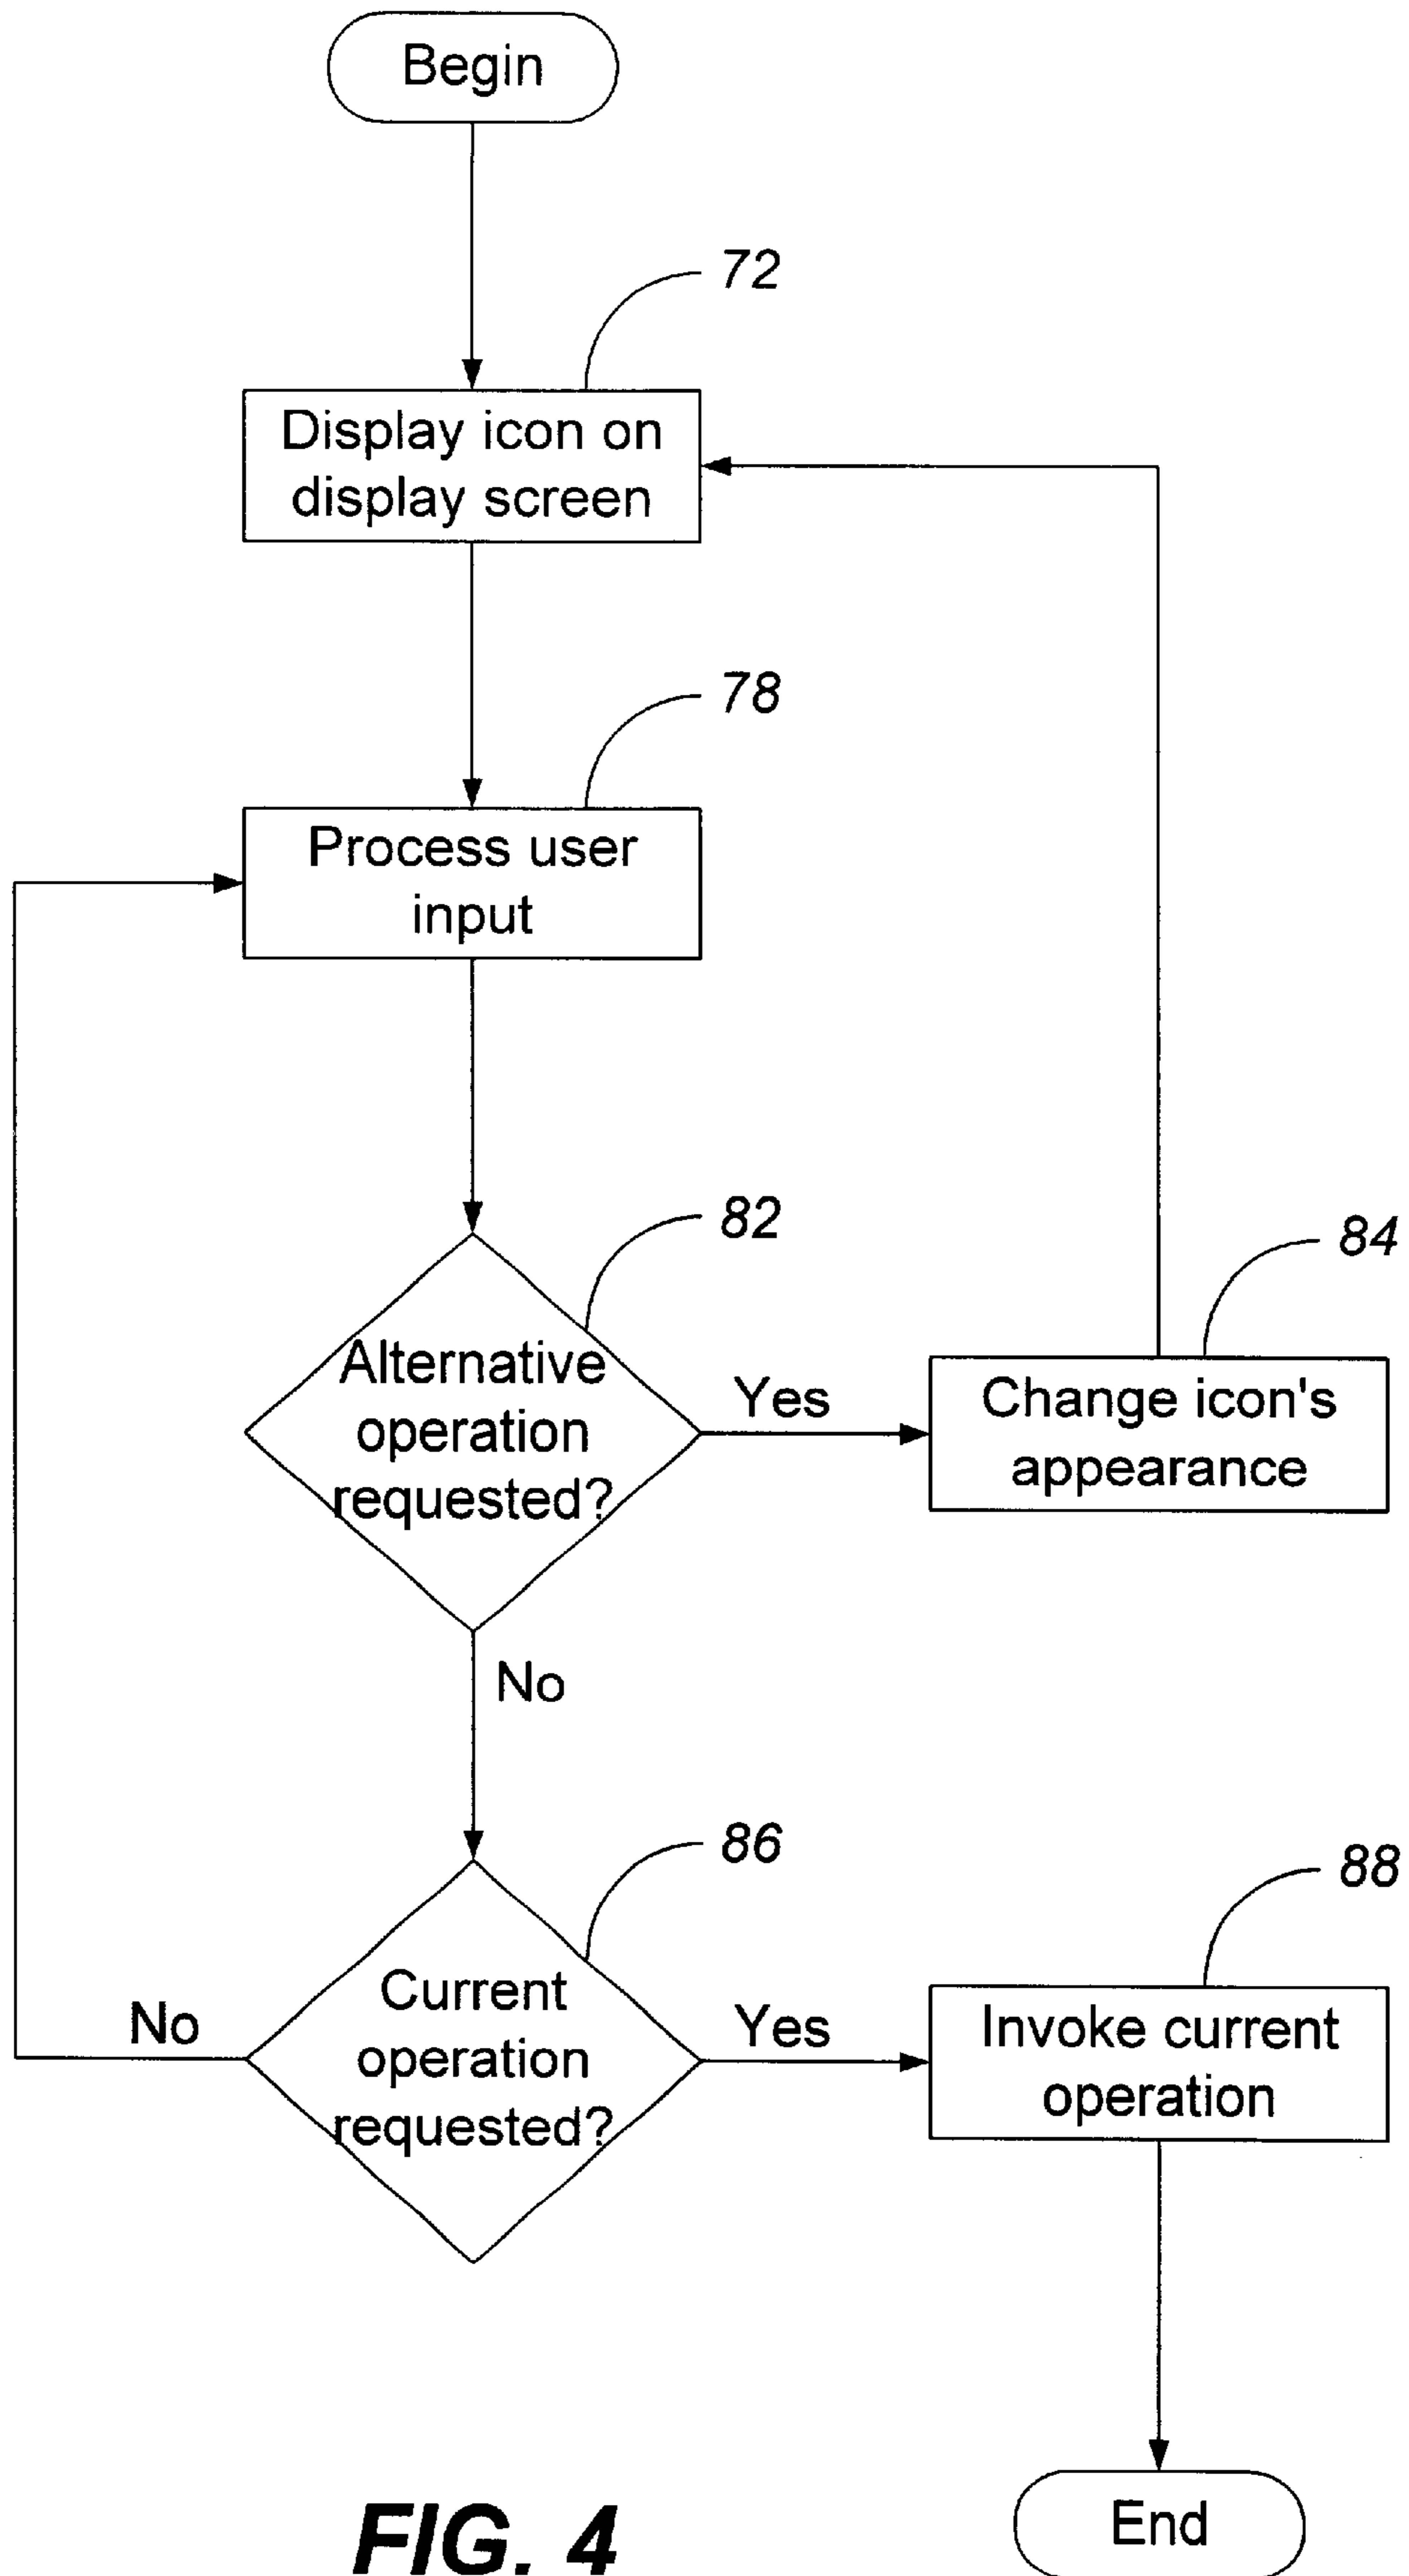 Begin
72
Display icon on
display screen
78
Process user
input
82
Alternative
operation
requested?
Yes
84
Change icon's
appearance
No
86
Current
operation
requested?
No
Yes
88
Invoke current
operation
End
FIG. 4